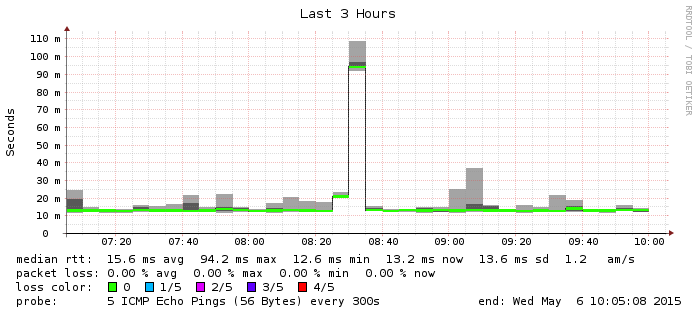 Last 3 Hours
RRDTOOL / TOBI OETIKER
Seconds
110 m
100 m
90 m
80 m
70 m
60 m
50 m
40 m
30 m
20 m
10 m
0
07:20 07:40 08:00 08:20 08:40 09:00 09:20 09:40 10:00
median rtt: 15.6 ms avg 94.2 ms max 12.6 ms min 13.2 ms now 13.6 ms sd 1.2 am/s
packet loss: 0.00 % avg 0.00 % max 0.00 % min 0.00 % now
loss color: 0 1/5 2/5 3/5 4/5
probe: 5 ICMP Echo Pings (56 Bytes) every 300s end: Wed May 6 10:05:08 2015